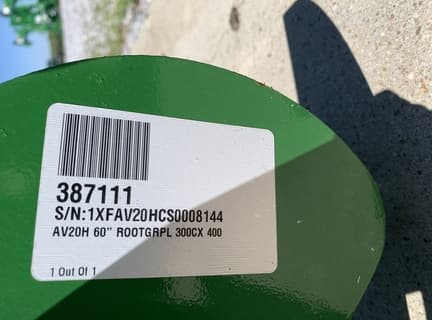 387111
S/N:1XFAV20HCS0008144
AV20H 60" ROOTGRPL 300CX 400
1 Out Of 1